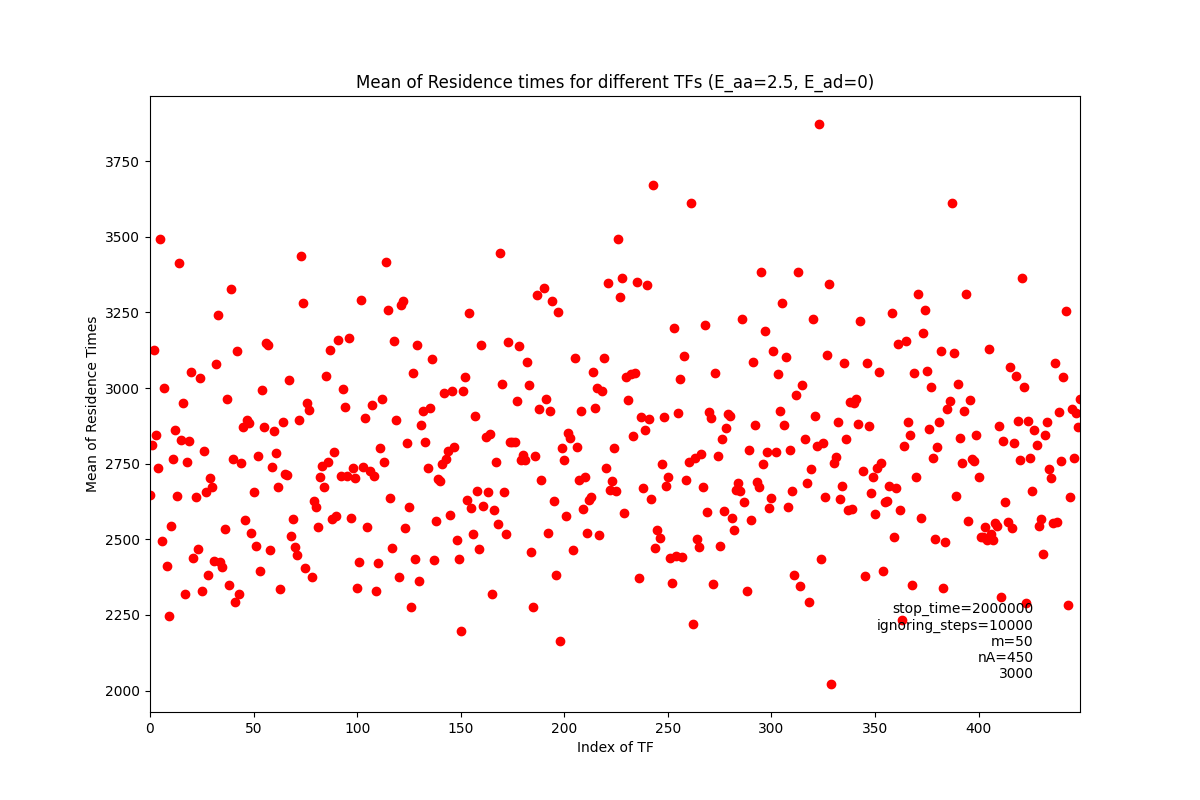 Mean of Residence times for different TFs (E_aa=2.5, E_ad=0)
3750
3500
3250
3000
2750
2500
2250
2000
Mean of Residence Times
stop_time=2000000
ignoring_steps=10000
m=50
nA=450
3000
0 50 100 150 200 250 300 350 400
Index of TF